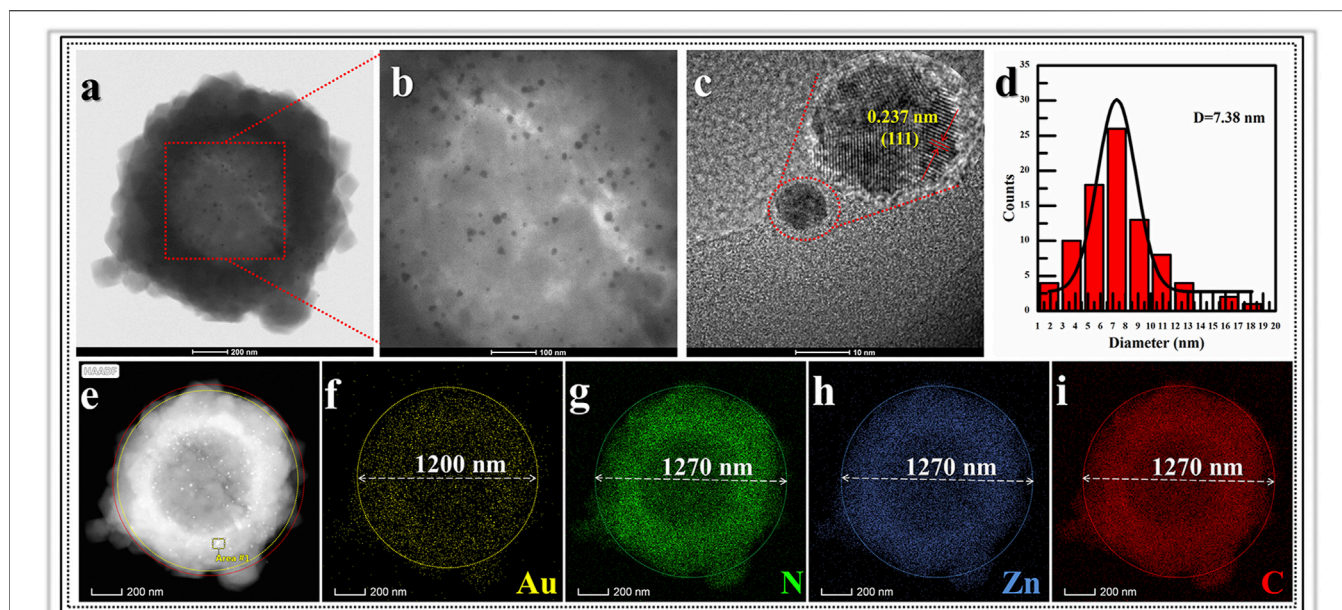 a
200 nm
b
100 nm
c
0.237 nm
(111)
10 nm
d
D=7.38 nm
Counts
35
30
25
20
15
10
5
0
1 2 3 4 5 6 7 8 9 10 11 12 13 14 15 16 17 18 19 20
Diameter (nm)
HAADF
e
Area #1
200 nm
f
1200 nm
200 nm
Au
g
1270 nm
200 nm
N
h
1270 nm
200 nm
Zn
i
1270 nm
200 nm
C